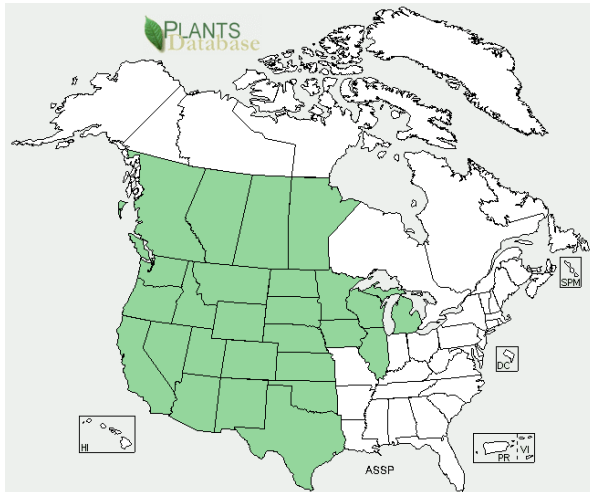 PLANTS
Database
SPM
DC
HI
PR
VI
ASSP